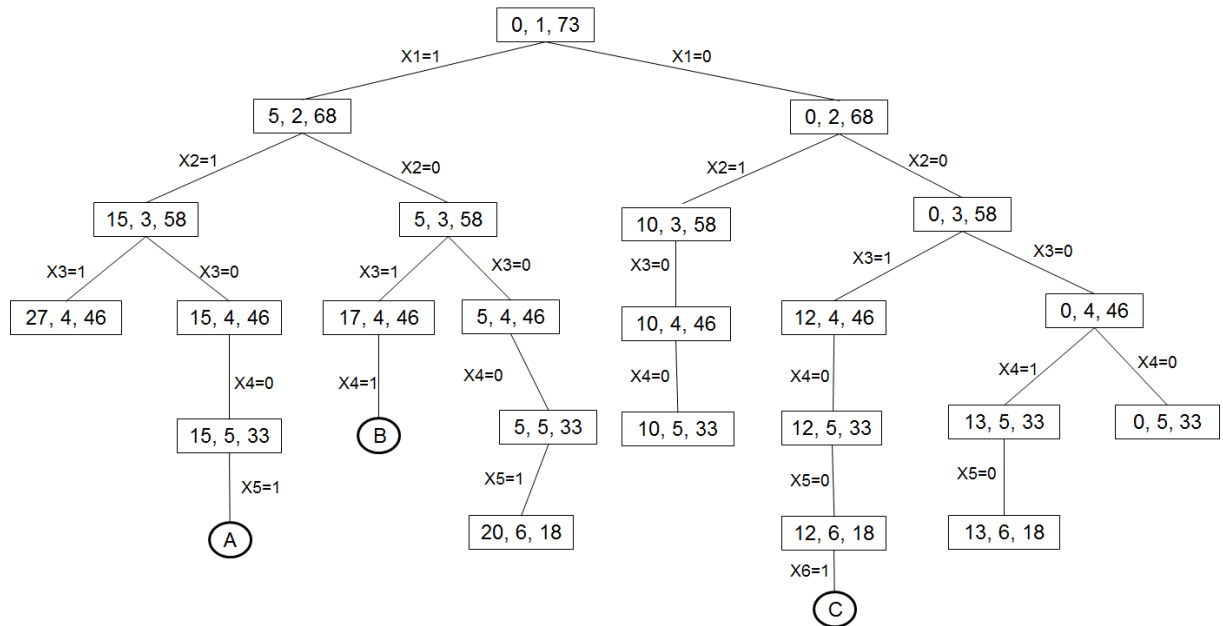 0, 1, 73
X1=1
X1=0
5, 2, 68
0, 2, 68
X2=1
X2=0
X2=1
X2=0
15, 3, 58
5, 3, 58
10, 3, 58
0, 3, 58
X3=1
X3=0
X3=1
X3=0
X3=0
X3=1
X3=0
27, 4, 46
15, 4, 46
17, 4, 46
5, 4, 46
10, 4, 46
12, 4, 46
0, 4, 46
X4=0
X4=1
X4=0
X4=0
X4=0
X4=1
X4=0
15, 5, 33
B
5, 5, 33
10, 5, 33
12, 5, 33
13, 5, 33
0, 5, 33
X5=1
X5=1
X5=0
X5=0
A
20, 6, 18
12, 6, 18
13, 6, 18
X6=1
C